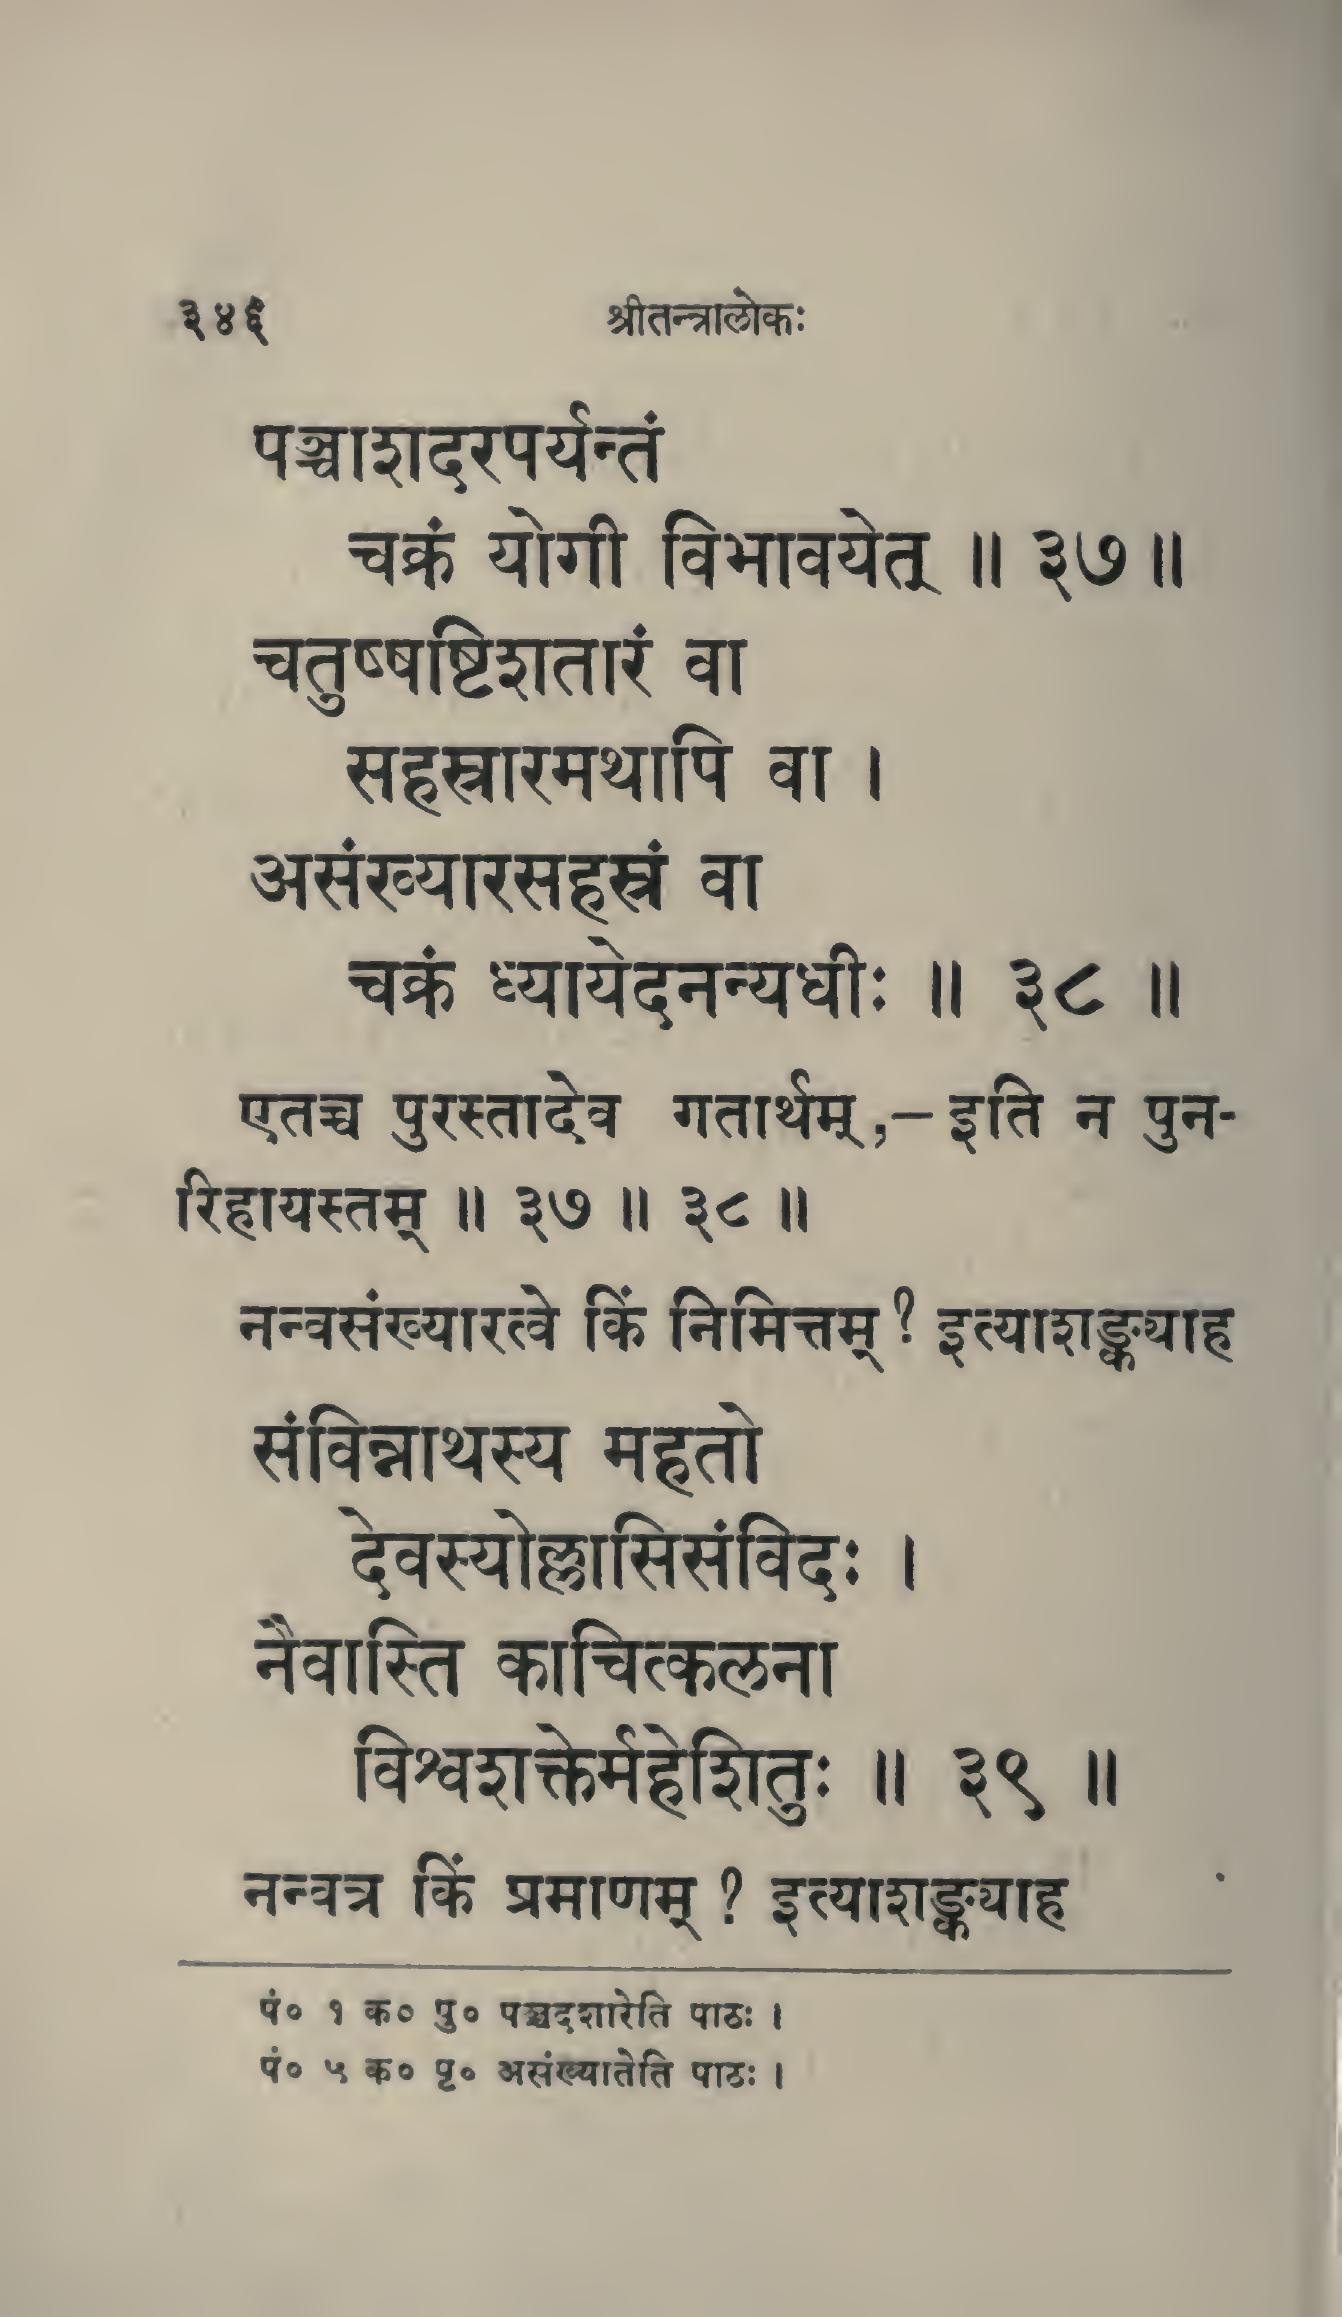 ३४६ श्रीतन्त्रालोकः
पञ्चाशदरपर्यन्तं
चक्रं योगी विभावयेत् ॥ ३७ ॥
चतुष्षष्टिशतारं वा
सहस्रारमथापि वा ।
असंख्यारसहस्रं वा
चक्रं ध्यायेदनन्यधीः ॥ ३८ ॥
एतच्च पुरस्तादेव गतार्थम्,– इति न पुन-
रिहायस्तम् ॥ ३७ ॥ ३८ ॥
नन्वसंख्यारत्वे किं निमित्तम् ? इत्याशङ्क्याह
संविन्नाथस्य महतो
देवस्योल्लासिसंविदः ।
नैवास्ति काचित्कलना
विश्वशक्तेर्महेशितुः ॥ ३९ ॥
नन्वत्र किं प्रमाणम् ? इत्याशङ्क्याह
पं० १ क० पु० पञ्चदशारेति पाठः ।
पं० ५ क० पृ० असंख्यातेति पाठः ।